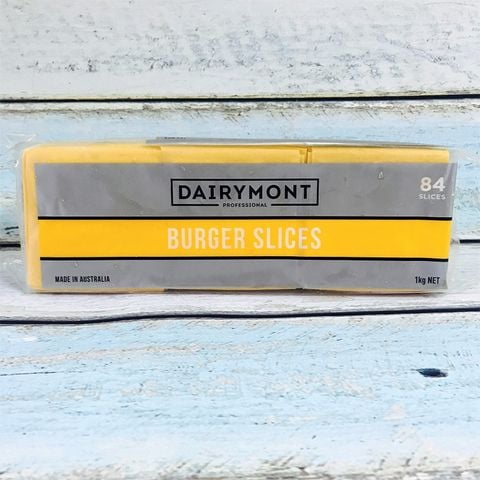 DAIRYMONT
PROFESSIONAL
84
SLICES
BURGER SLICES
MADE IN AUSTRALIA
1kg NET